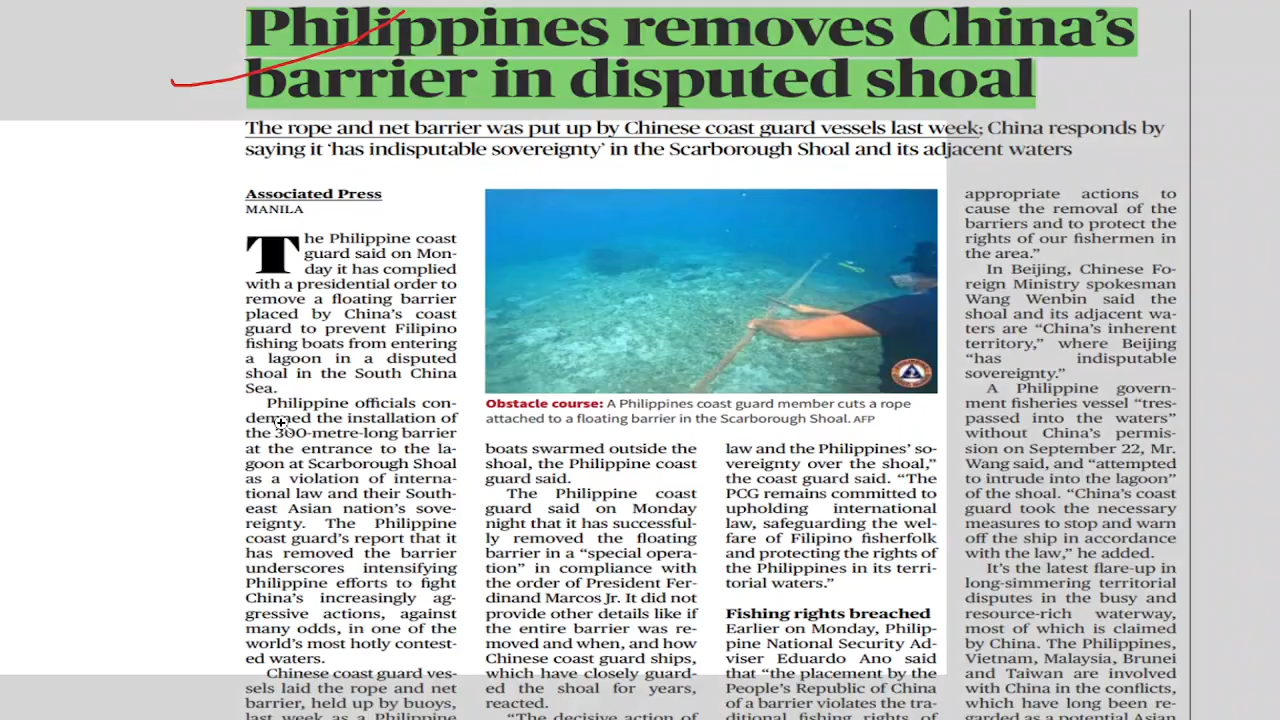 Philippines removes China's
barrier in disputed shoal
The rope and net barrier was put up by Chinese coast guard vessels last week; China responds by
saying it ‘has indisputable sovereignty’ in the Scarborough Shoal and its adjacent waters
Associated Press
MANILA
The Philippine coast
guard said on Mon-
day it has complied
with a presidential order to
remove a floating barrier
placed by China's coast
guard to prevent Filipino
fishing boats from entering
a lagoon in a disputed
shoal in the South China
Sea.
Philippine officials con-
demned the installation of
the 300-metre-long barrier
at the entrance to the la-
goon at Scarborough Shoal
as a violation of interna-
tional law and their South-
east Asian nation's sove-
reignty. The Philippine
coast guard's report that it
has removed the barrier
underscores intensifying
Philippine efforts to fight
China's increasingly ag-
gressive actions, against
many odds, in one of the
world's most hotly contest-
ed waters.
Chinese coast guard ves-
sels laid the rope and net
barrier, held up by buoys,
last week as a Philippine
Obstacle course: A Philippines coast guard member cuts a rope
attached to a floating barrier in the Scarborough Shoal. AFP
boats swarmed outside the
shoal, the Philippine coast
guard said.
The Philippine coast
guard said on Monday
night that it has successful-
ly removed the floating
barrier in a “special opera-
tion” in compliance with
the order of President Fer-
dinand Marcos Jr. It did not
provide other details like if
the entire barrier was re-
moved and when, and how
Chinese coast guard ships,
which have closely guard-
ed the shoal for years,
reacted.
“The decisive action of
law and the Philippines' so-
vereignty over the shoal,”
the coast guard said. “The
PCG remains committed to
upholding international
law, safeguarding the wel-
fare of Filipino fisherfolk
and protecting the rights of
the Philippines in its terri-
torial waters.”
Fishing rights breached
Earlier on Monday, Philip-
pine National Security Ad-
viser Eduardo Ano said
that “the placement by the
People's Republic of China
of a barrier violates the tra-
ditional fishing rights of
appropriate actions to
cause the removal of the
barriers and to protect the
rights of our fishermen in
the area.”
In Beijing, Chinese Fo-
reign Ministry spokesman
Wang Wenbin said the
shoal and its adjacent wa-
ters are “China's inherent
territory,” where Beijing
“has indisputable
sovereignty.”
A Philippine govern-
ment fisheries vessel “tres-
passed into the waters”
without China's permis-
sion on September 22, Mr.
Wang said, and “attempted
to intrude into the lagoon”
of the shoal. “China's coast
guard took the necessary
measures to stop and warn
off the ship in accordance
with the law,” he added.
It's the latest flare-up in
long-simmering territorial
disputes in the busy and
resource-rich waterway,
most of which is claimed
by China. The Philippines,
Vietnam, Malaysia, Brunei
and Taiwan are involved
with China in the conflicts,
which have long been re-
garded as a potential Asian